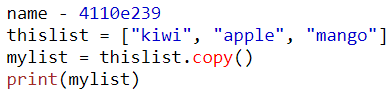 name - 4110e239
thislist = ["kiwi", "apple", "mango"]
mylist = thislist.copy()
print(mylist)